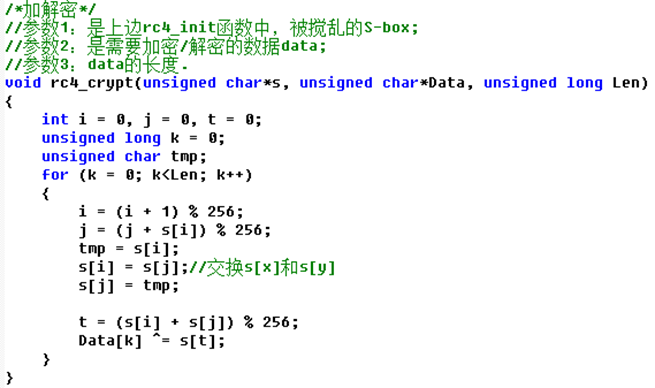 /*加解密*/
//参数1：是上边rc4_init函数中，被搅乱的S-box;
//参数2：是需要加密/解密的数据data;
//参数3：data的长度.
void rc4_crypt(unsigned char*s, unsigned char*Data, unsigned long Len)
{
    int i = 0, j = 0, t = 0;
    unsigned long k = 0;
    unsigned char tmp;
    for (k = 0; k<Len; k++)
    {
        i = (i + 1) % 256;
        j = (j + s[i]) % 256;
        tmp = s[i];
        s[i] = s[j];//交换s[x]和s[y]
        s[j] = tmp;

        t = (s[i] + s[j]) % 256;
        Data[k] ^= s[t];
    }
}